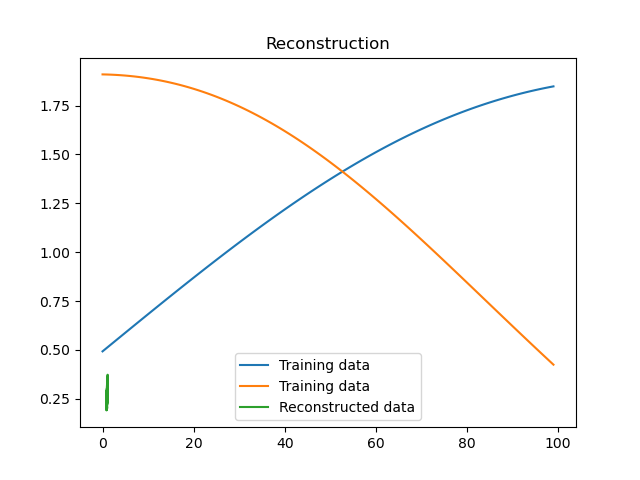 Reconstruction
1.75
1.50
1.25
1.00
0.75
0.50
0.25
0 20 40 60 80 100
Training data
Training data
Reconstructed data